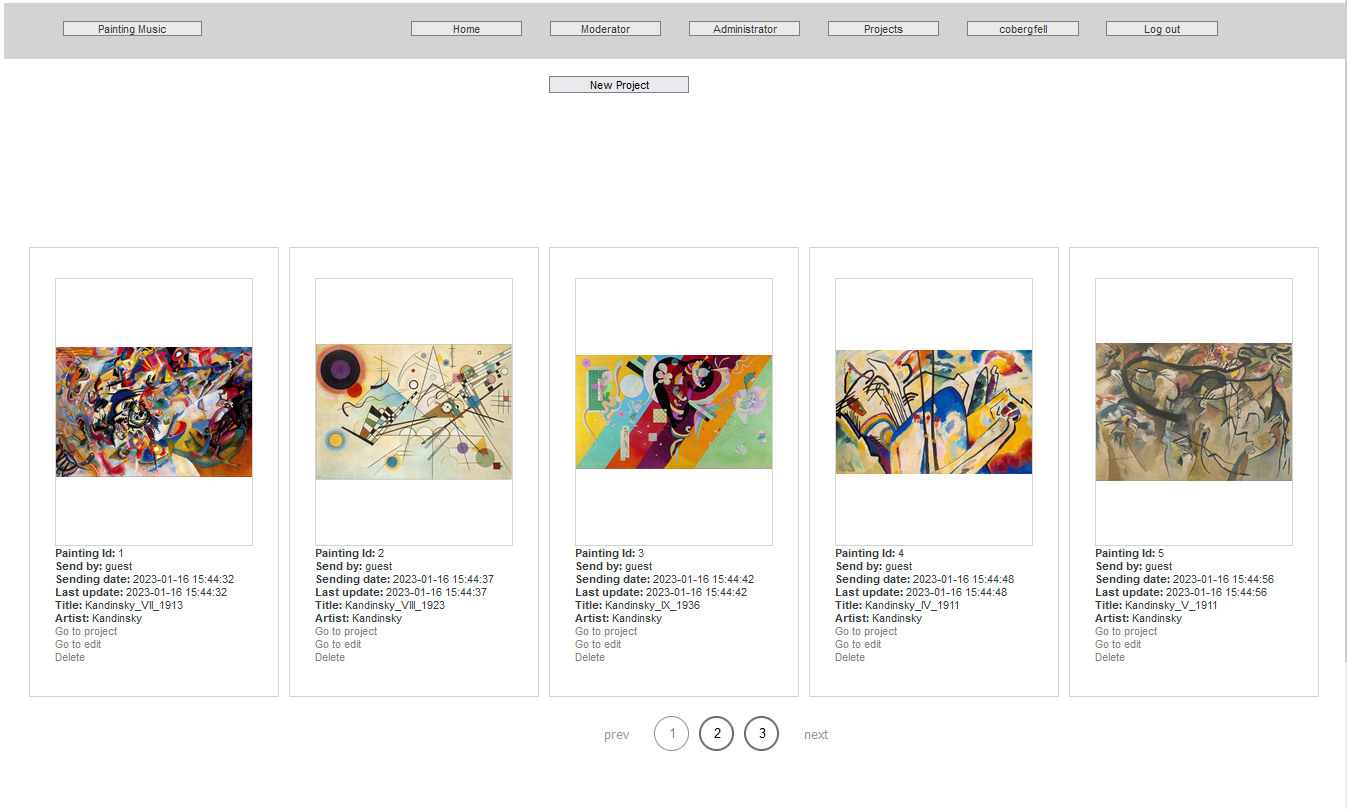 Painting Music Home Moderator Administrator Projects cobergfell Log out
New Project
Painting Id: 1
Send by: guest
Sending date: 2023-01-16 15:44:32
Last update: 2023-01-16 15:44:32
Title: Kandinsky_VII_1913
Artist: Kandinsky
Go to project
Go to edit
Delete
Painting Id: 2
Send by: guest
Sending date: 2023-01-16 15:44:37
Last update: 2023-01-16 15:44:37
Title: Kandinsky_VIII_1923
Artist: Kandinsky
Go to project
Go to edit
Delete
Painting Id: 3
Send by: guest
Sending date: 2023-01-16 15:44:42
Last update: 2023-01-16 15:44:42
Title: Kandinsky_IX_1936
Artist: Kandinsky
Go to project
Go to edit
Delete
Painting Id: 4
Send by: guest
Sending date: 2023-01-16 15:44:48
Last update: 2023-01-16 15:44:48
Title: Kandinsky_IV_1911
Artist: Kandinsky
Go to project
Go to edit
Delete
Painting Id: 5
Send by: guest
Sending date: 2023-01-16 15:44:56
Last update: 2023-01-16 15:44:56
Title: Kandinsky_V_1911
Artist: Kandinsky
Go to project
Go to edit
Delete
prev 1 2 3 next